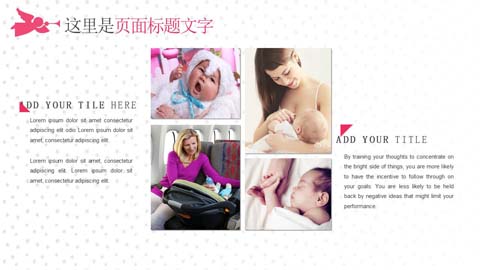 这里是页面标题文字
DD YOUR TILE HERE
Lorem ipsum dolor sit amet consectetur
adipiscing elit odio Lorem ipsum dolor sit
amet, consectetur adipiscing elit.
Lorem ipsum dolor sit amet, consectetur
adipiscing elit. Lorem ipsum dolor sit
amet, consectetur adipiscing elit.
ADD YOUR TITLE
By training your thoughts to concentrate on
the bright side of things, you are more likely
to have the incentive to follow through on
your goals. You are less likely to be held
back by negative ideas that might limit your
performance.